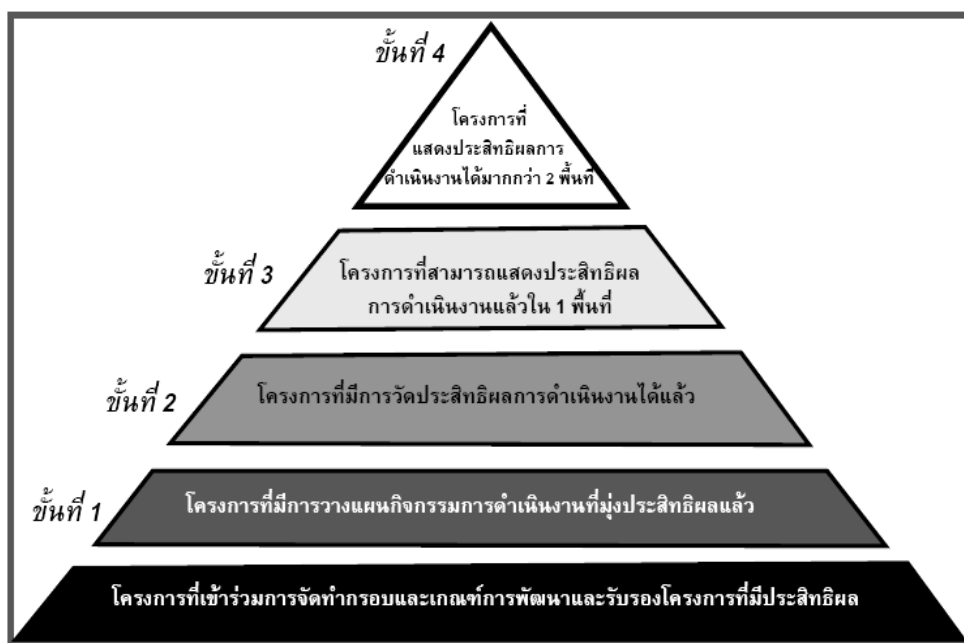 ขั้นที่ 4
โครงการที่
แสดงประสิทธิผลการ
ดำเนินงานได้มากกว่า 2 พื้นที่
ขั้นที่ 3
โครงการที่สามารถแสดงประสิทธิผล
การดำเนินงานแล้วใน 1 พื้นที่
ขั้นที่ 2
โครงการที่มีการวัดประสิทธิผลการดำเนินงานได้แล้ว
ขั้นที่ 1
โครงการที่มีการวางแผนกิจกรรมการดำเนินงานที่มุ่งประสิทธิผลแล้ว
โครงการที่เข้าร่วมการจัดทำกรอบและเกณฑ์การพัฒนาและรับรองโครงการที่มีประสิทธิผล